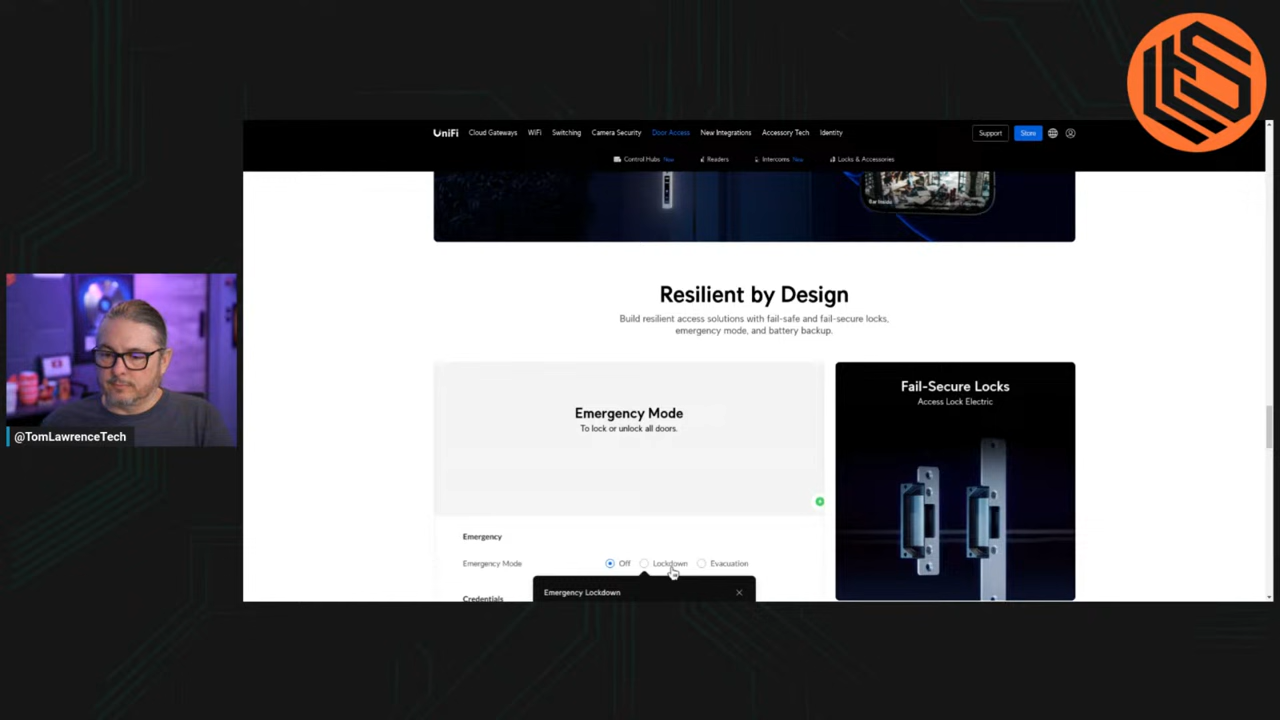 UniFi Cloud Gateways WiFi Switching Camera Security Door Access New Integrations Accessory Tech Identity Support Store
Control Hubs New Readers Intercoms New Locks & Accessories
Resilient by Design
Build resilient access solutions with fail-safe and fail-secure locks,
emergency mode, and battery backup.
Emergency Mode
To lock or unlock all doors.
Fail-Secure Locks
Access Lock Electric
@TomLawrenceTech
Emergency
Emergency Mode Off Lockdown Evacuation
Emergency Lockdown
Credentials